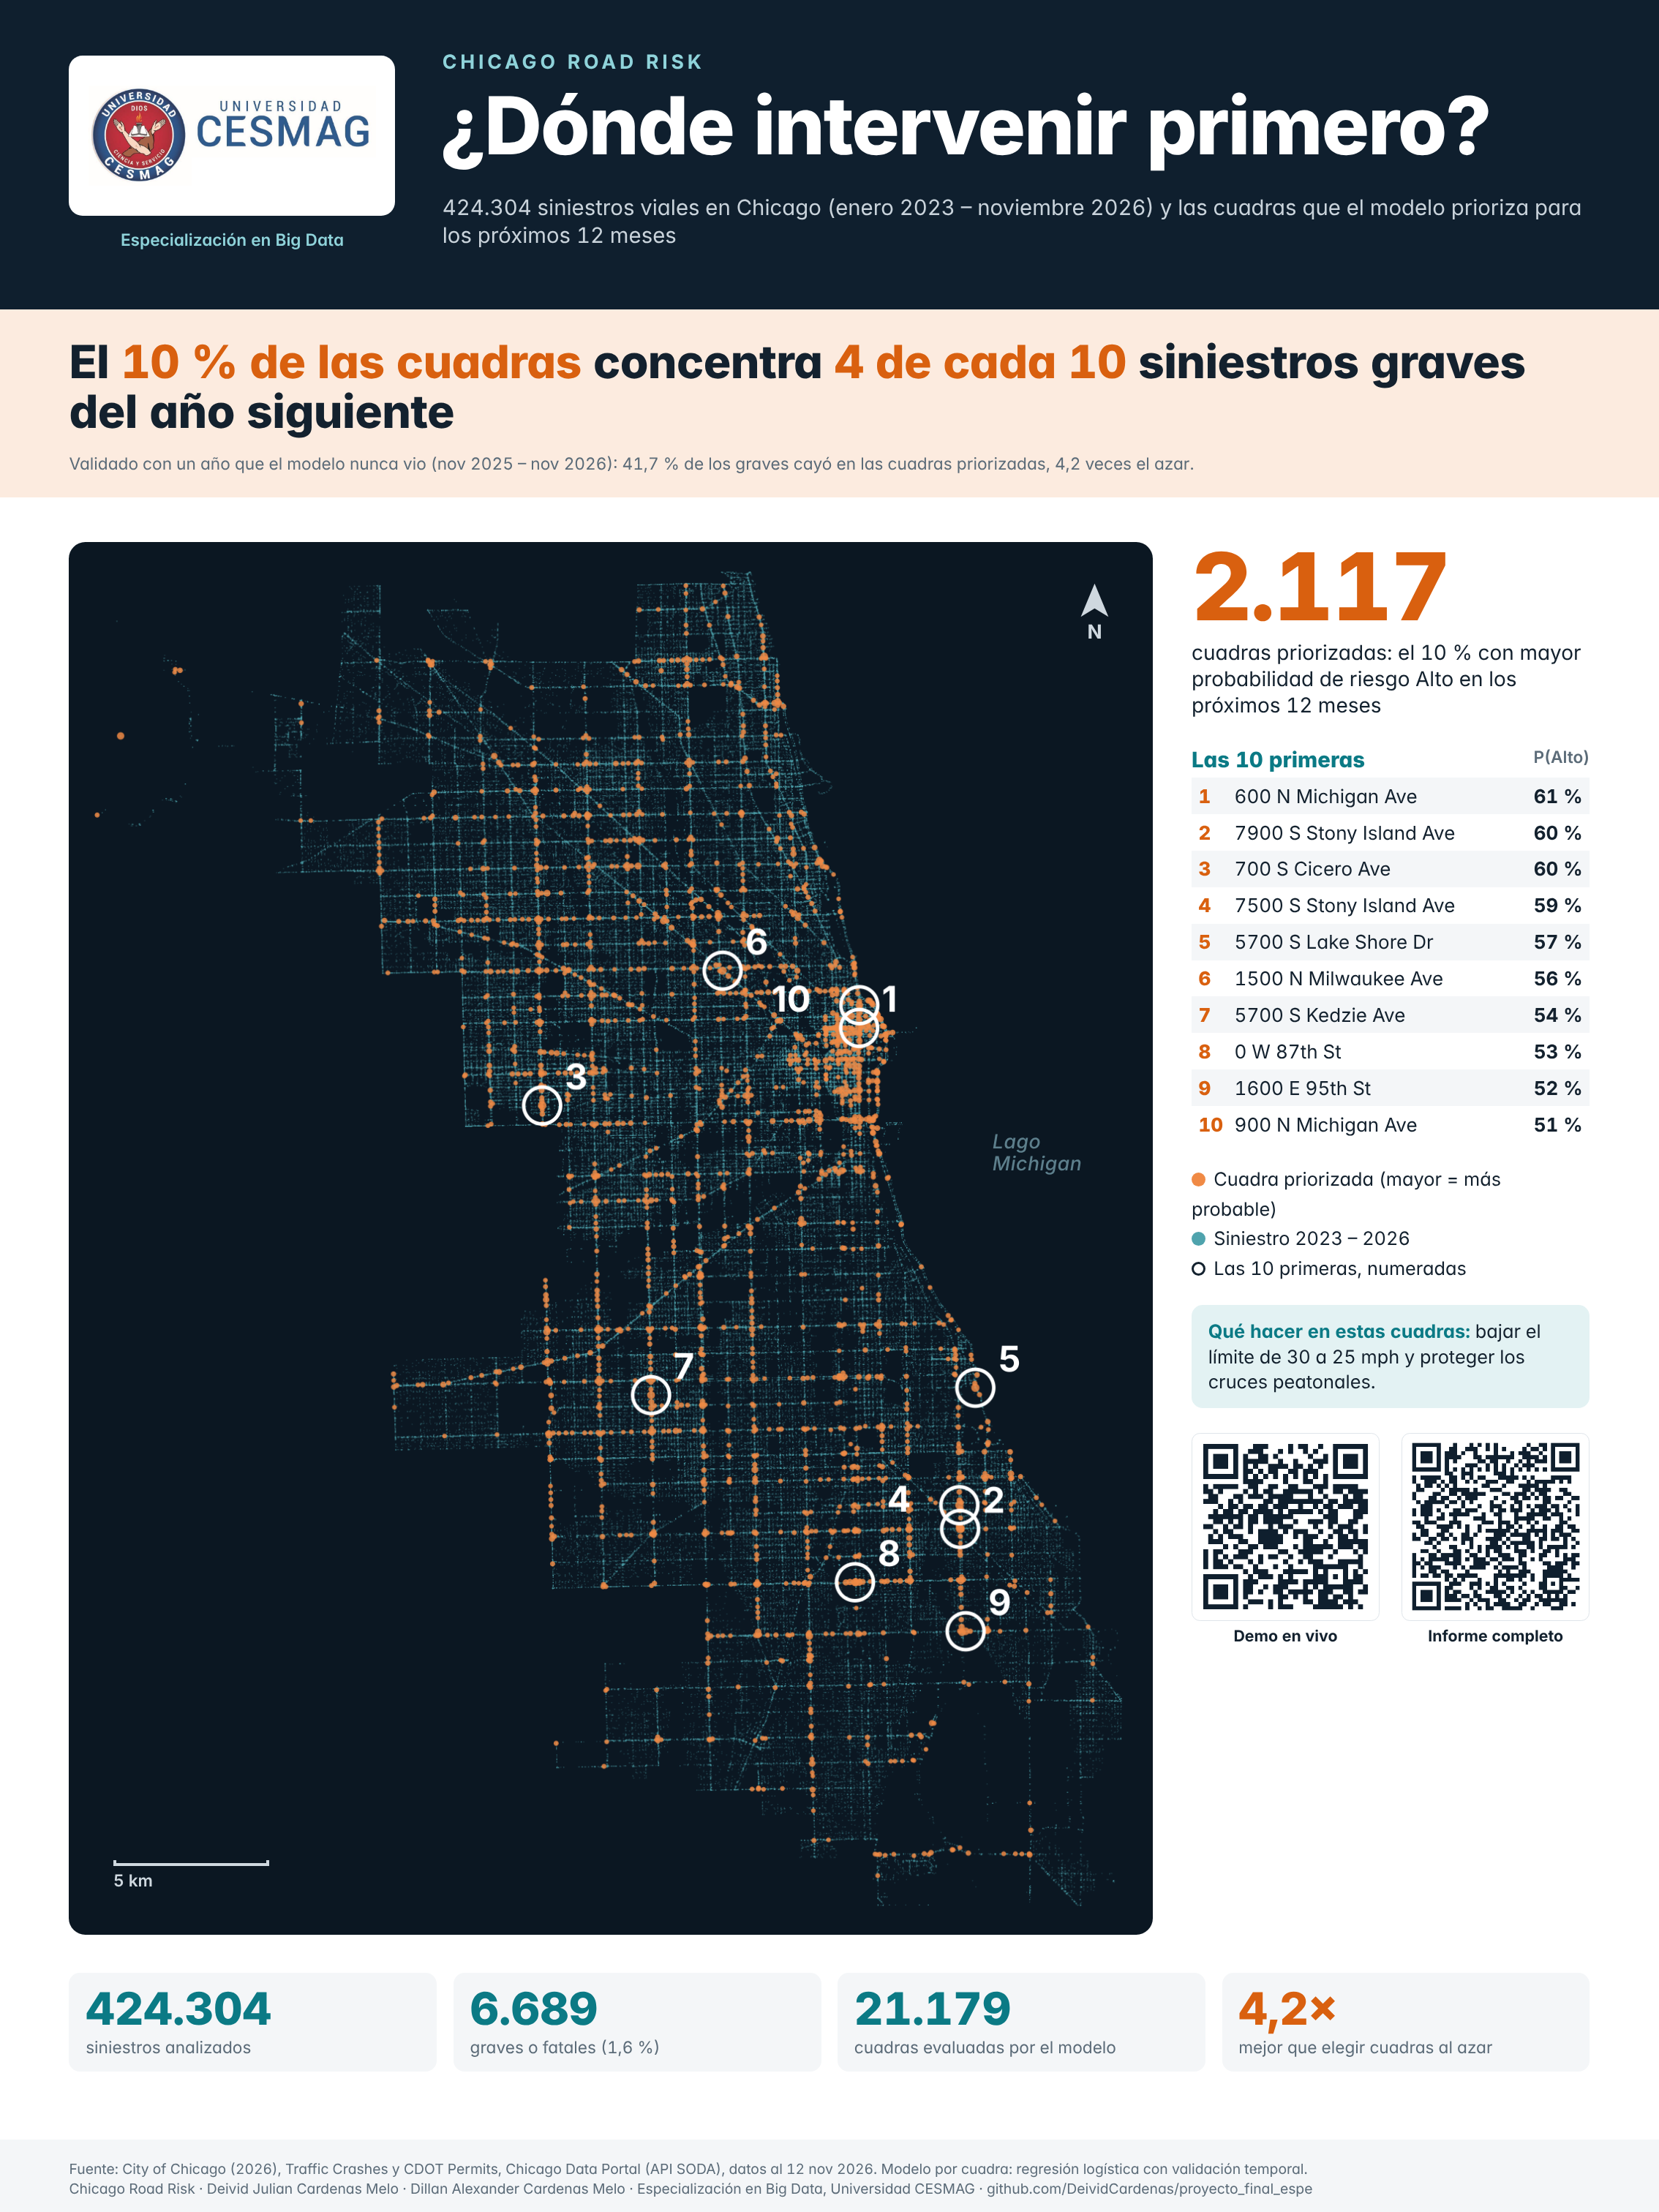 UNIVERSIDAD
DIOS
CIENCIA Y SERVICIO
CESMAG
UNIVERSIDAD
CESMAG
Especialización en Big Data
CHICAGO ROAD RISK
¿Dónde intervenir primero?
424.304 siniestros viales en Chicago (enero 2023 – noviembre 2026) y las cuadras que el modelo prioriza para
los próximos 12 meses
El 10 % de las cuadras concentra 4 de cada 10 siniestros graves
del año siguiente
Validado con un año que el modelo nunca vio (nov 2025 – nov 2026): 41,7 % de los graves cayó en las cuadras priorizadas, 4,2 veces el azar.
N
6
10
1
3
Lago
Michigan
5
7
4
2
8
9
5 km
2.117
cuadras priorizadas: el 10 % con mayor
probabilidad de riesgo Alto en los
próximos 12 meses
Las 10 primeras P(Alto)
1 600 N Michigan Ave 61 %
2 7900 S Stony Island Ave 60 %
3 700 S Cicero Ave 60 %
4 7500 S Stony Island Ave 59 %
5 5700 S Lake Shore Dr 57 %
6 1500 N Milwaukee Ave 56 %
7 5700 S Kedzie Ave 54 %
8 0 W 87th St 53 %
9 1600 E 95th St 52 %
10 900 N Michigan Ave 51 %
Cuadra priorizada (mayor = más
probable)
Siniestro 2023 – 2026
Las 10 primeras, numeradas
Qué hacer en estas cuadras: bajar el
límite de 30 a 25 mph y proteger los
cruces peatonales.
Demo en vivo
Informe completo
424.304
siniestros analizados
6.689
graves o fatales (1,6 %)
21.179
cuadras evaluadas por el modelo
4,2×
mejor que elegir cuadras al azar
Fuente: City of Chicago (2026), Traffic Crashes y CDOT Permits, Chicago Data Portal (API SODA), datos al 12 nov 2026. Modelo por cuadra: regresión logística con validación temporal.
Chicago Road Risk · Deivid Julian Cardenas Melo · Dillan Alexander Cardenas Melo · Especialización en Big Data, Universidad CESMAG · github.com/DeividCardenas/proyecto_final_espe